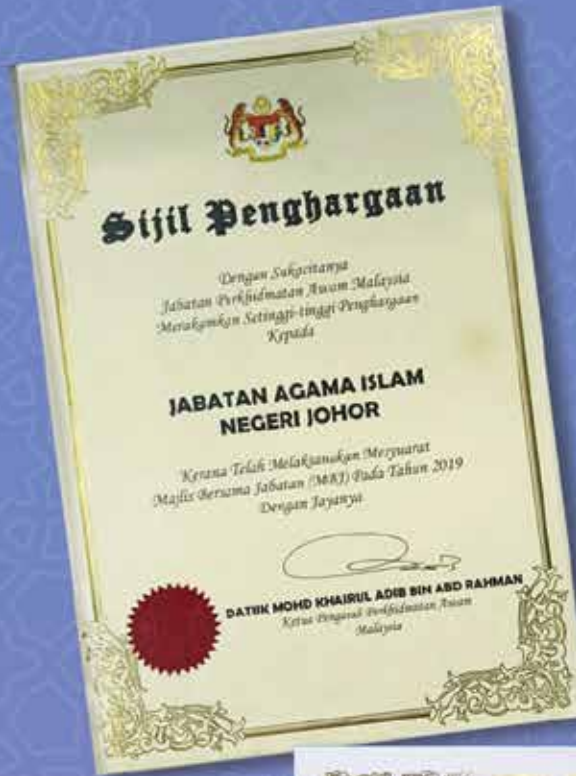 Sijil Penghargaan
Dengan Sukacitanya
Jabatan Perkhidmatan Awam Malaysia
Merakamkan Setinggi-tinggi Penghargaan
Kepada
JABATAN AGAMA ISLAM
NEGERI JOHOR
Kerana Telah Melaksanakan Mesyuarat
Majlis Bersama Jabatan (MBJ) Pada Tahun 2019
Dengan Jayanya
DATUK MOHD KHAIRUL ADIB BIN ABD RAHMAN
Ketua Pengarah Perkhidmatan Awam
Malaysia